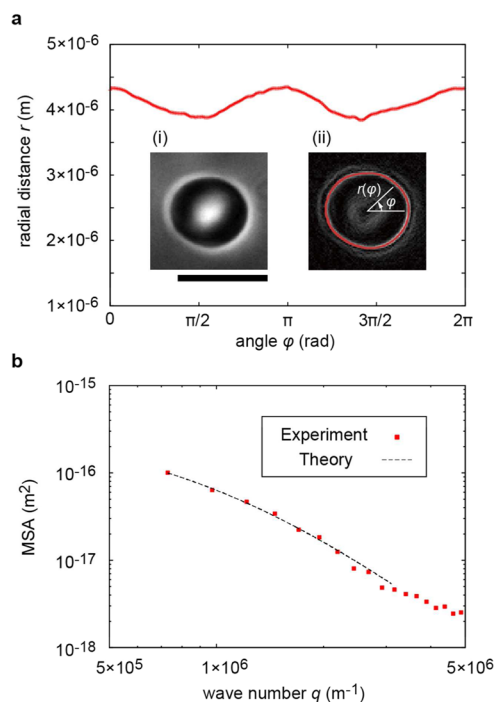 a
5×10⁻⁶
4×10⁻⁶
3×10⁻⁶
2×10⁻⁶
1×10⁻⁶
radial distance r (m)
(i)
(ii)
r(φ)
φ
0
π/2
π
3π/2
2π
angle φ (rad)
b
10⁻¹⁵
10⁻¹⁶
10⁻¹⁷
10⁻¹⁸
MSA (m²)
Experiment
Theory
5×10⁵
1×10⁶
5×10⁶
wave number q (m⁻¹)